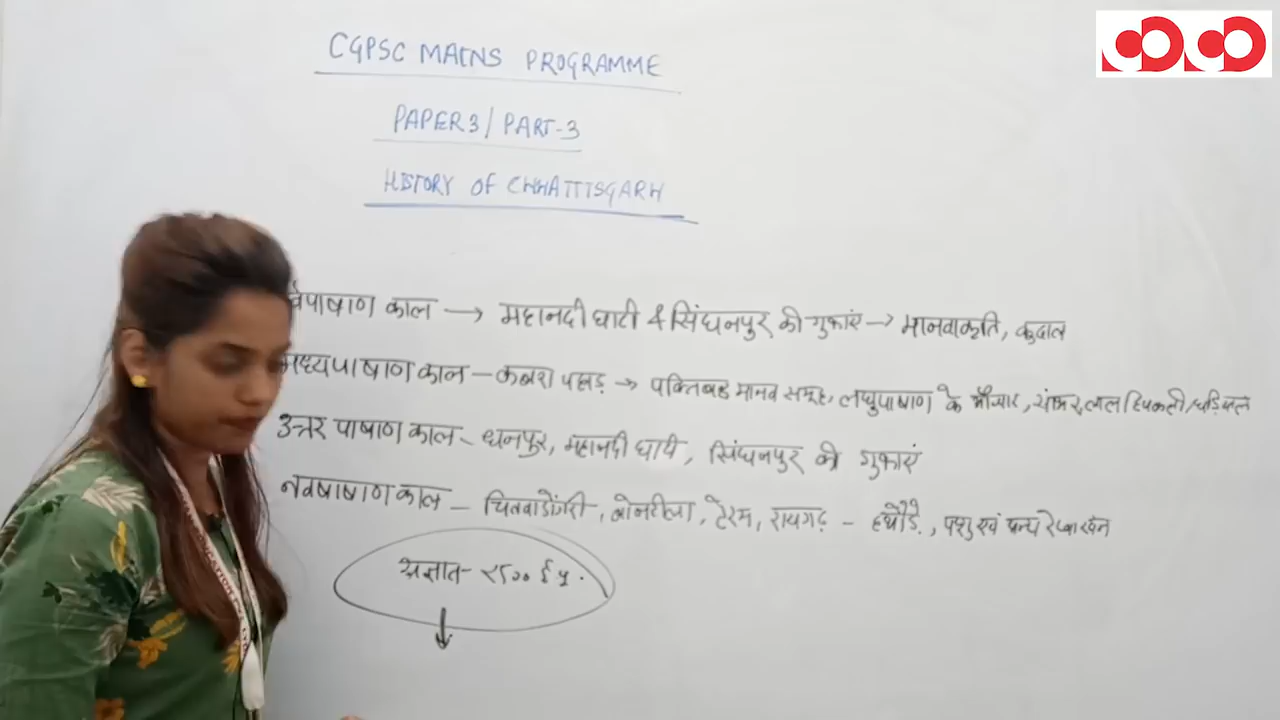 CGPSC MAINS PROGRAMME
PAPER3/ PART-3
HISTORY OF CHHATTISGARH
पाषाण काल → महानदी घाटी & सिंघनपुर की गुफाएं → मानवाकृति, कुदाल
मध्यपाषाण काल - कबरा पहाड़ → पंक्तिबद्ध मानव समूह, लघुपाषाण के औजार, सांभर, लाल छिपकली, घड़ियाल
उत्तर पाषाण काल - धनपुर, महानदी घाटी, सिंघनपुर की गुफाएं
नवपाषाण काल - चितवाडोंगरी, बोनटीला, टेरम, रायगढ़ - हथौड़े, पशु एवं
अज्ञात - २५०० ई.पू.